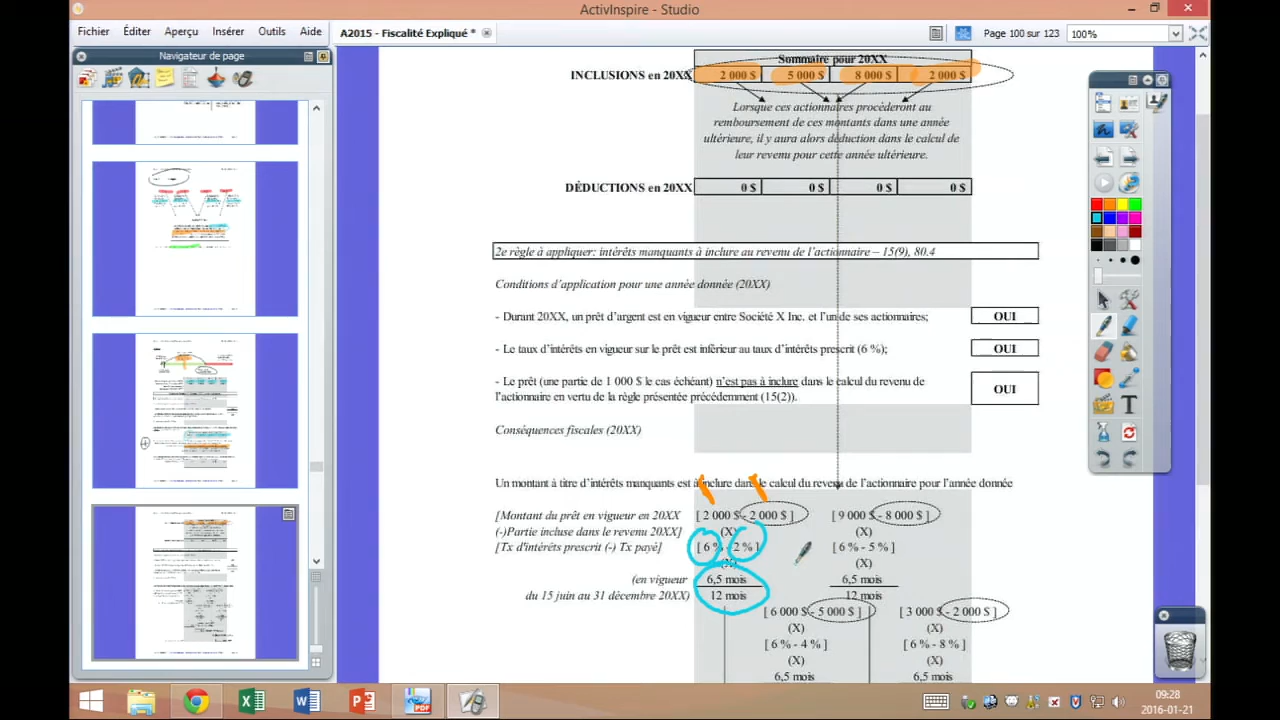 ActivInspire - Studio
Fichier Éditer Aperçu Insérer Outils Aide
A2015 - Fiscalité Expliqué *
Page 100 sur 123
100%
Navigateur de page
Sommaire pour 20XX
INCLUSIONS en 20XX 2 000 $ 5 000 $ 8 000 $ 2 000 $
Lorsque ces actionnaires procéderont au
remboursement de ces montants dans une année
ultérieure, il y aura alors déduction dans le calcul de
leur revenu pour cette année ultérieure.
DÉDUCTIONS en 20XX 0 $ 0 $ 0 $ 0 $
2e règle à appliquer: intérêts manquants à inclure au revenu de l'actionnaire – 15(9), 80.4
Conditions d'application pour une année donnée (20XX)
- Durant 20XX, un prêt d'argent est en vigueur entre Société X Inc. et l'un de ses actionnaires; OUI
- Le taux d'intérêts en vigueur sur le prêt est inférieur au taux d'intérêts prescrit (6 %); OUI
- Le prêt (une partie de 1 000 $ le cas échéant) n'est pas à inclure dans le calcul du revenu de
l'actionnaire en vertu de la règle présentée précédemment (15(2)). OUI
Conséquences fiscales (20XX)
Un montant à titre d'intérêts manquants est à inclure dans le calcul du revenu de l'actionnaire pour l'année donnée
[Montant du prêt en vigueur en 20XX [ 2 000 $ - 2 000 $ ] [ 9 000 $ - 8 000 $ ]
(-)Partie incluse dans le revenu 20XX] (X) (X)
[Tx d'intérêts prescrit (-) Tx payé] [ 6 % - 2 % ] [ 6 % - 5 % ]
(X) (X)
(en vigueur 6,5 mois 6,5 mois
du 15 juin au 31 décembre 20XX) 12 mois 12 mois
[ 6 000 $ - 5 000 $ ] [ 3 000 $ - 2 000 $ ]
(X) (X)
[ 6 % - 4 % ] [ 6 % - 8 % ]
(X) (X)
6,5 mois 6,5 mois
09:28
2016-01-21